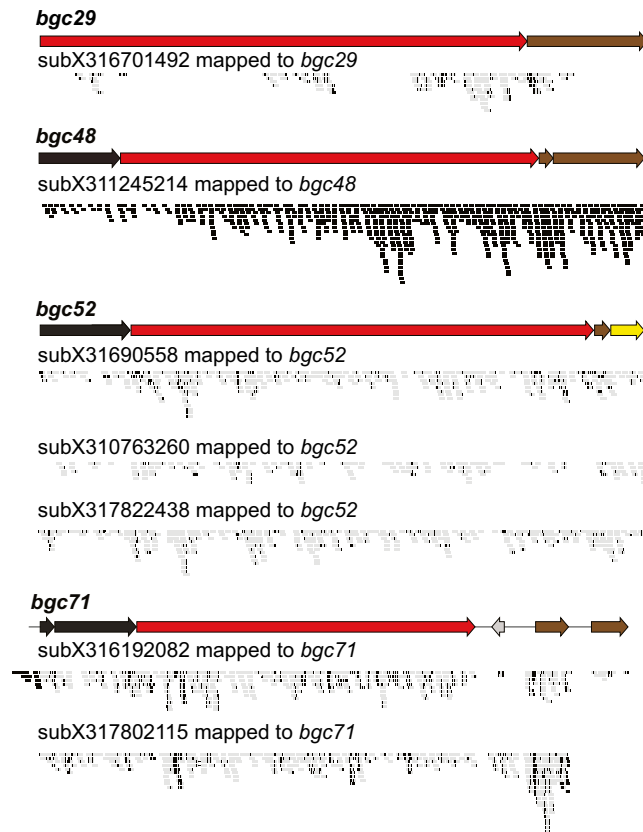 bgc29
subX316701492 mapped to bgc29
bgc48
subX311245214 mapped to bgc48
bgc52
subX31690558 mapped to bgc52
subX310763260 mapped to bgc52
subX317822438 mapped to bgc52
bgc71
subX316192082 mapped to bgc71
subX317802115 mapped to bgc71